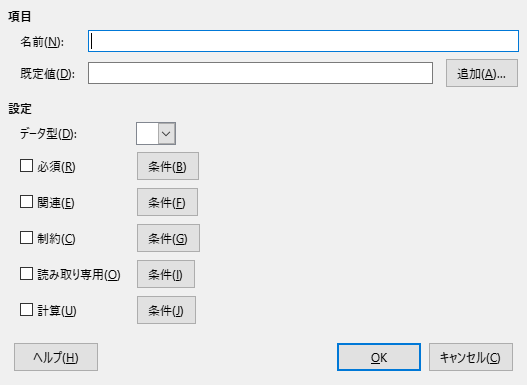 項目
名前(N):
既定値(D): 追加(A)...
設定
データ型(D):
必須(R) 条件(B)
関連(E) 条件(F)
制約(C) 条件(G)
読み取り専用(O) 条件(I)
計算(U) 条件(J)
ヘルプ(H) OK キャンセル(C)